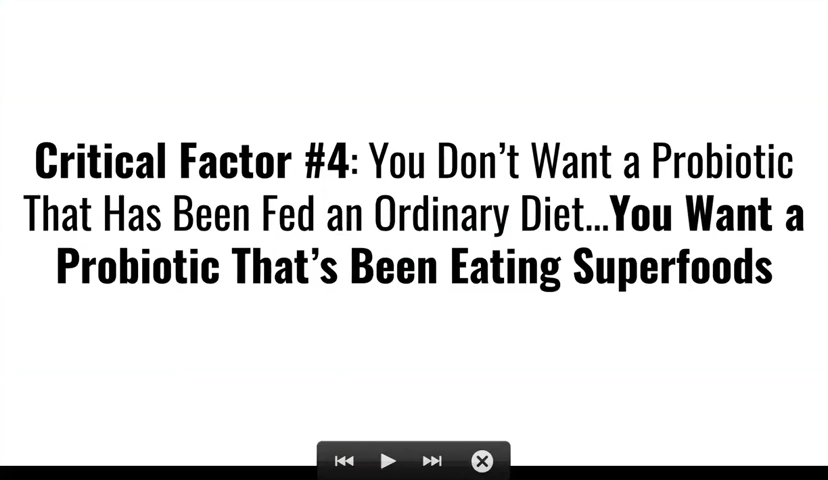 Critical Factor #4: You Don’t Want a Probiotic
That Has Been Fed an Ordinary Diet...You Want a
Probiotic That’s Been Eating Superfoods